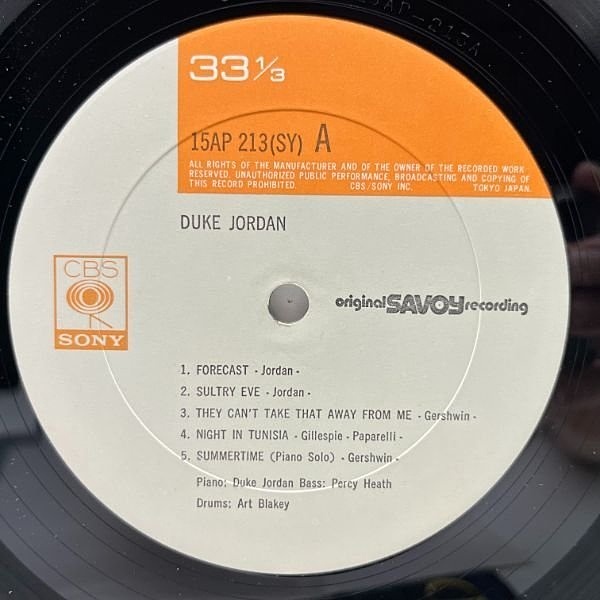 15AP-213A
33 1/3
15AP 213(SY) A
ALL RIGHTS OF THE MANUFACTURER AND OF THE OWNER OF THE RECORDED WORK
RESERVED. UNAUTHORIZED PUBLIC PERFORMANCE, BROADCASTING AND COPYING OF
THIS RECORD PROHIBITED. CBS/SONY INC. TOKYO JAPAN.
DUKE JORDAN
CBS
SONY
original SAVOY recording
1. FORECAST - Jordan -
2. SULTRY EVE - Jordan -
3. THEY CAN'T TAKE THAT AWAY FROM ME - Gershwin -
4. NIGHT IN TUNISIA - Gillespie - Paparelli -
5. SUMMERTIME (Piano Solo) - Gershwin -
Piano: Duke Jordan Bass: Percy Heath
Drums: Art Blakey